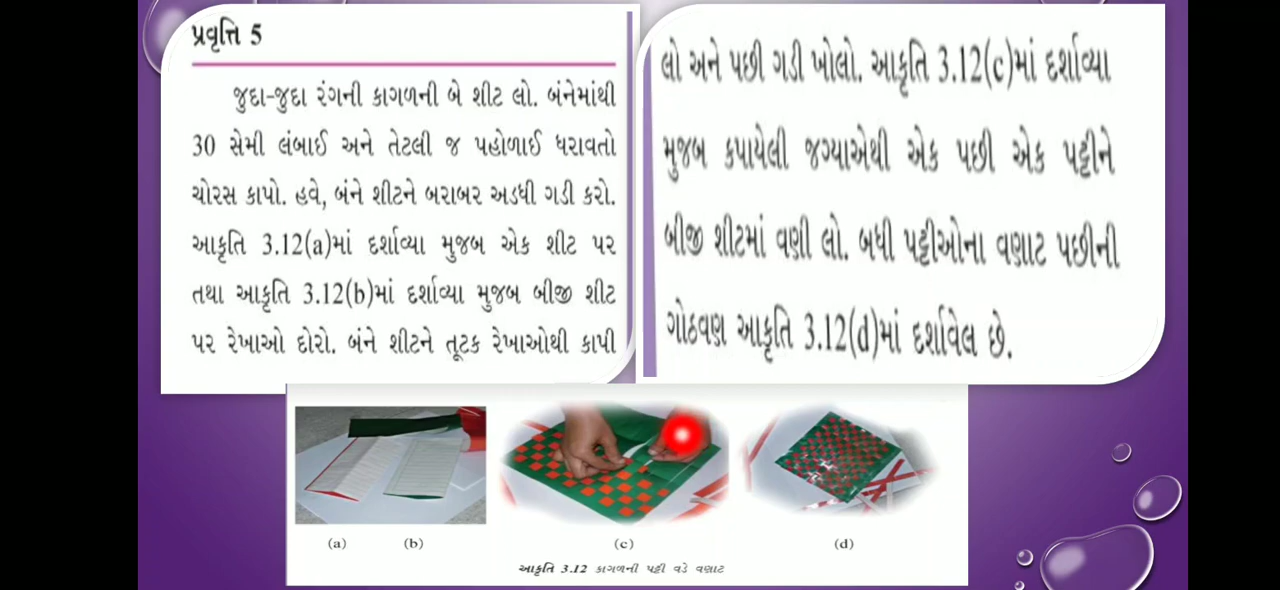 પ્રવૃત્તિ 5
જુદા-જુદા રંગની કાગળની બે શીટ લો. બંનેમાંથી
30 સેમી લંબાઈ અને તેટલી જ પહોળાઈ ધરાવતો
ચોરસ કાપો. હવે, બંને શીટને બરાબર અડધી ગડી કરો.
આકૃતિ 3.12(a)માં દર્શાવ્યા મુજબ એક શીટ પર
તથા આકૃતિ 3.12(b)માં દર્શાવ્યા મુજબ બીજી શીટ
પર રેખાઓ દોરો. બંને શીટને તૂટક રેખાઓથી કાપી
લો અને પછી ગડી ખોલો. આકૃતિ 3.12(c)માં દર્શાવ્યા
મુજબ કપાયેલી જગ્યાએથી એક પછી એક પટ્ટીને
બીજી શીટમાં વણી લો. બધી પટ્ટીઓના વણાટ પછીની
ગોઠવણ આકૃતિ 3.12(d)માં દર્શાવેલ છે.
(a) (b) (c) (d)
આકૃતિ 3.12 કાગળની પટ્ટી વડે વણાટ